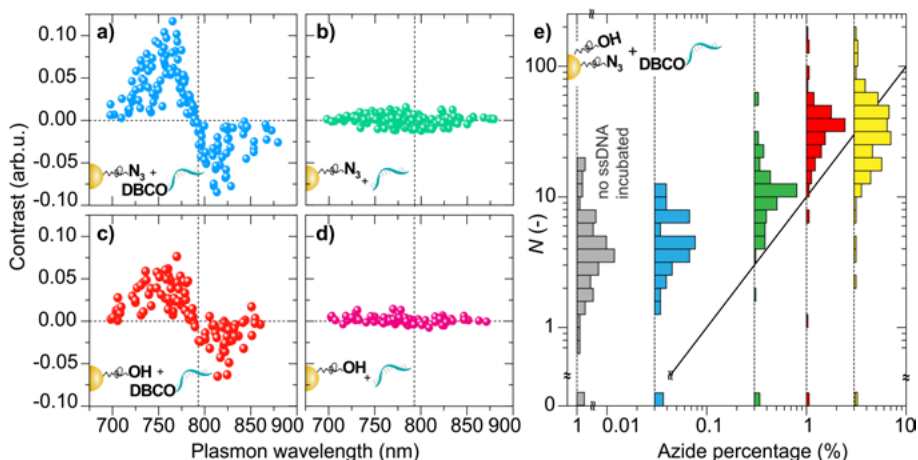 a)
b)
c)
d)
e)
Contrast (arb.u.)
0.10
0.05
0.00
-0.05
-0.10
N₃ +
DBCO
N₃ +
0.10
0.05
0.00
-0.05
-0.10
OH +
DBCO
OH +
700 750 800 850 900
700 750 800 850 900
Plasmon wavelength (nm)
OH
N₃ + DBCO
no ssDNA
incubated
N (-)
100
10
1
0
1 0.01 0.1 1 10
Azide percentage (%)